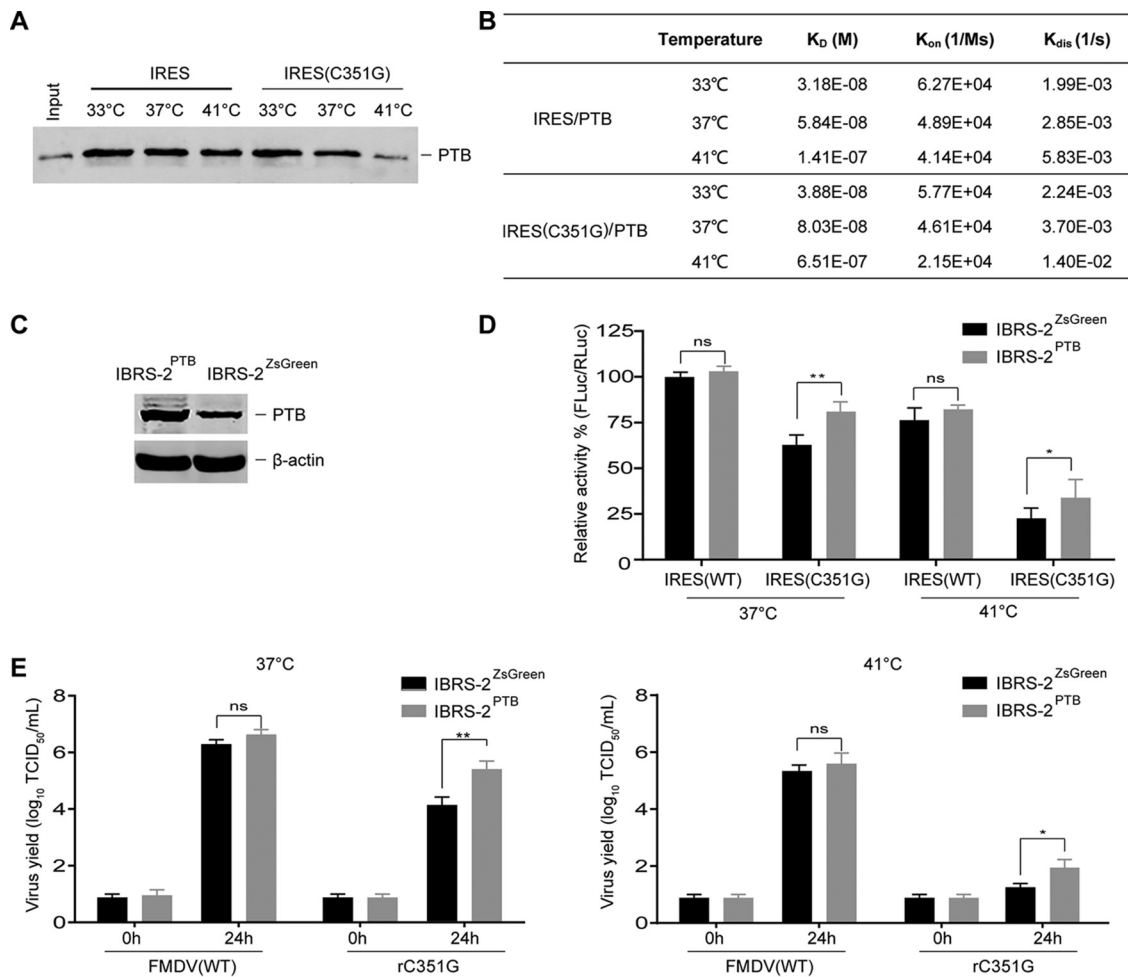 A
Input
IRES
IRES(C351G)
33°C 37°C 41°C 33°C 37°C 41°C
PTB
B
Temperature K_D (M) K_on (1/Ms) K_dis (1/s)
IRES/PTB
33℃ 3.18E-08 6.27E+04 1.99E-03
37℃ 5.84E-08 4.89E+04 2.85E-03
41℃ 1.41E-07 4.14E+04 5.83E-03
IRES(C351G)/PTB
33℃ 3.88E-08 5.77E+04 2.24E-03
37℃ 8.03E-08 4.61E+04 3.70E-03
41℃ 6.51E-07 2.15E+04 1.40E-02
C
IBRS-2^PTB IBRS-2^ZsGreen
PTB
β-actin
D
IBRS-2^ZsGreen
IBRS-2^PTB
Relative activity % (FLuc/RLuc)
125
100
75
50
25
0
ns
**
ns
*
IRES(WT) IRES(C351G) IRES(WT) IRES(C351G)
37°C 41°C
E
37°C
IBRS-2^ZsGreen
IBRS-2^PTB
Virus yield (log_10 TCID_50/mL)
8
6
4
2
0
ns
**
0h 24h 0h 24h
FMDV(WT) rC351G
41°C
IBRS-2^ZsGreen
IBRS-2^PTB
Virus yield (log_10 TCID_50/mL)
8
6
4
2
0
ns
*
0h 24h 0h 24h
FMDV(WT) rC351G